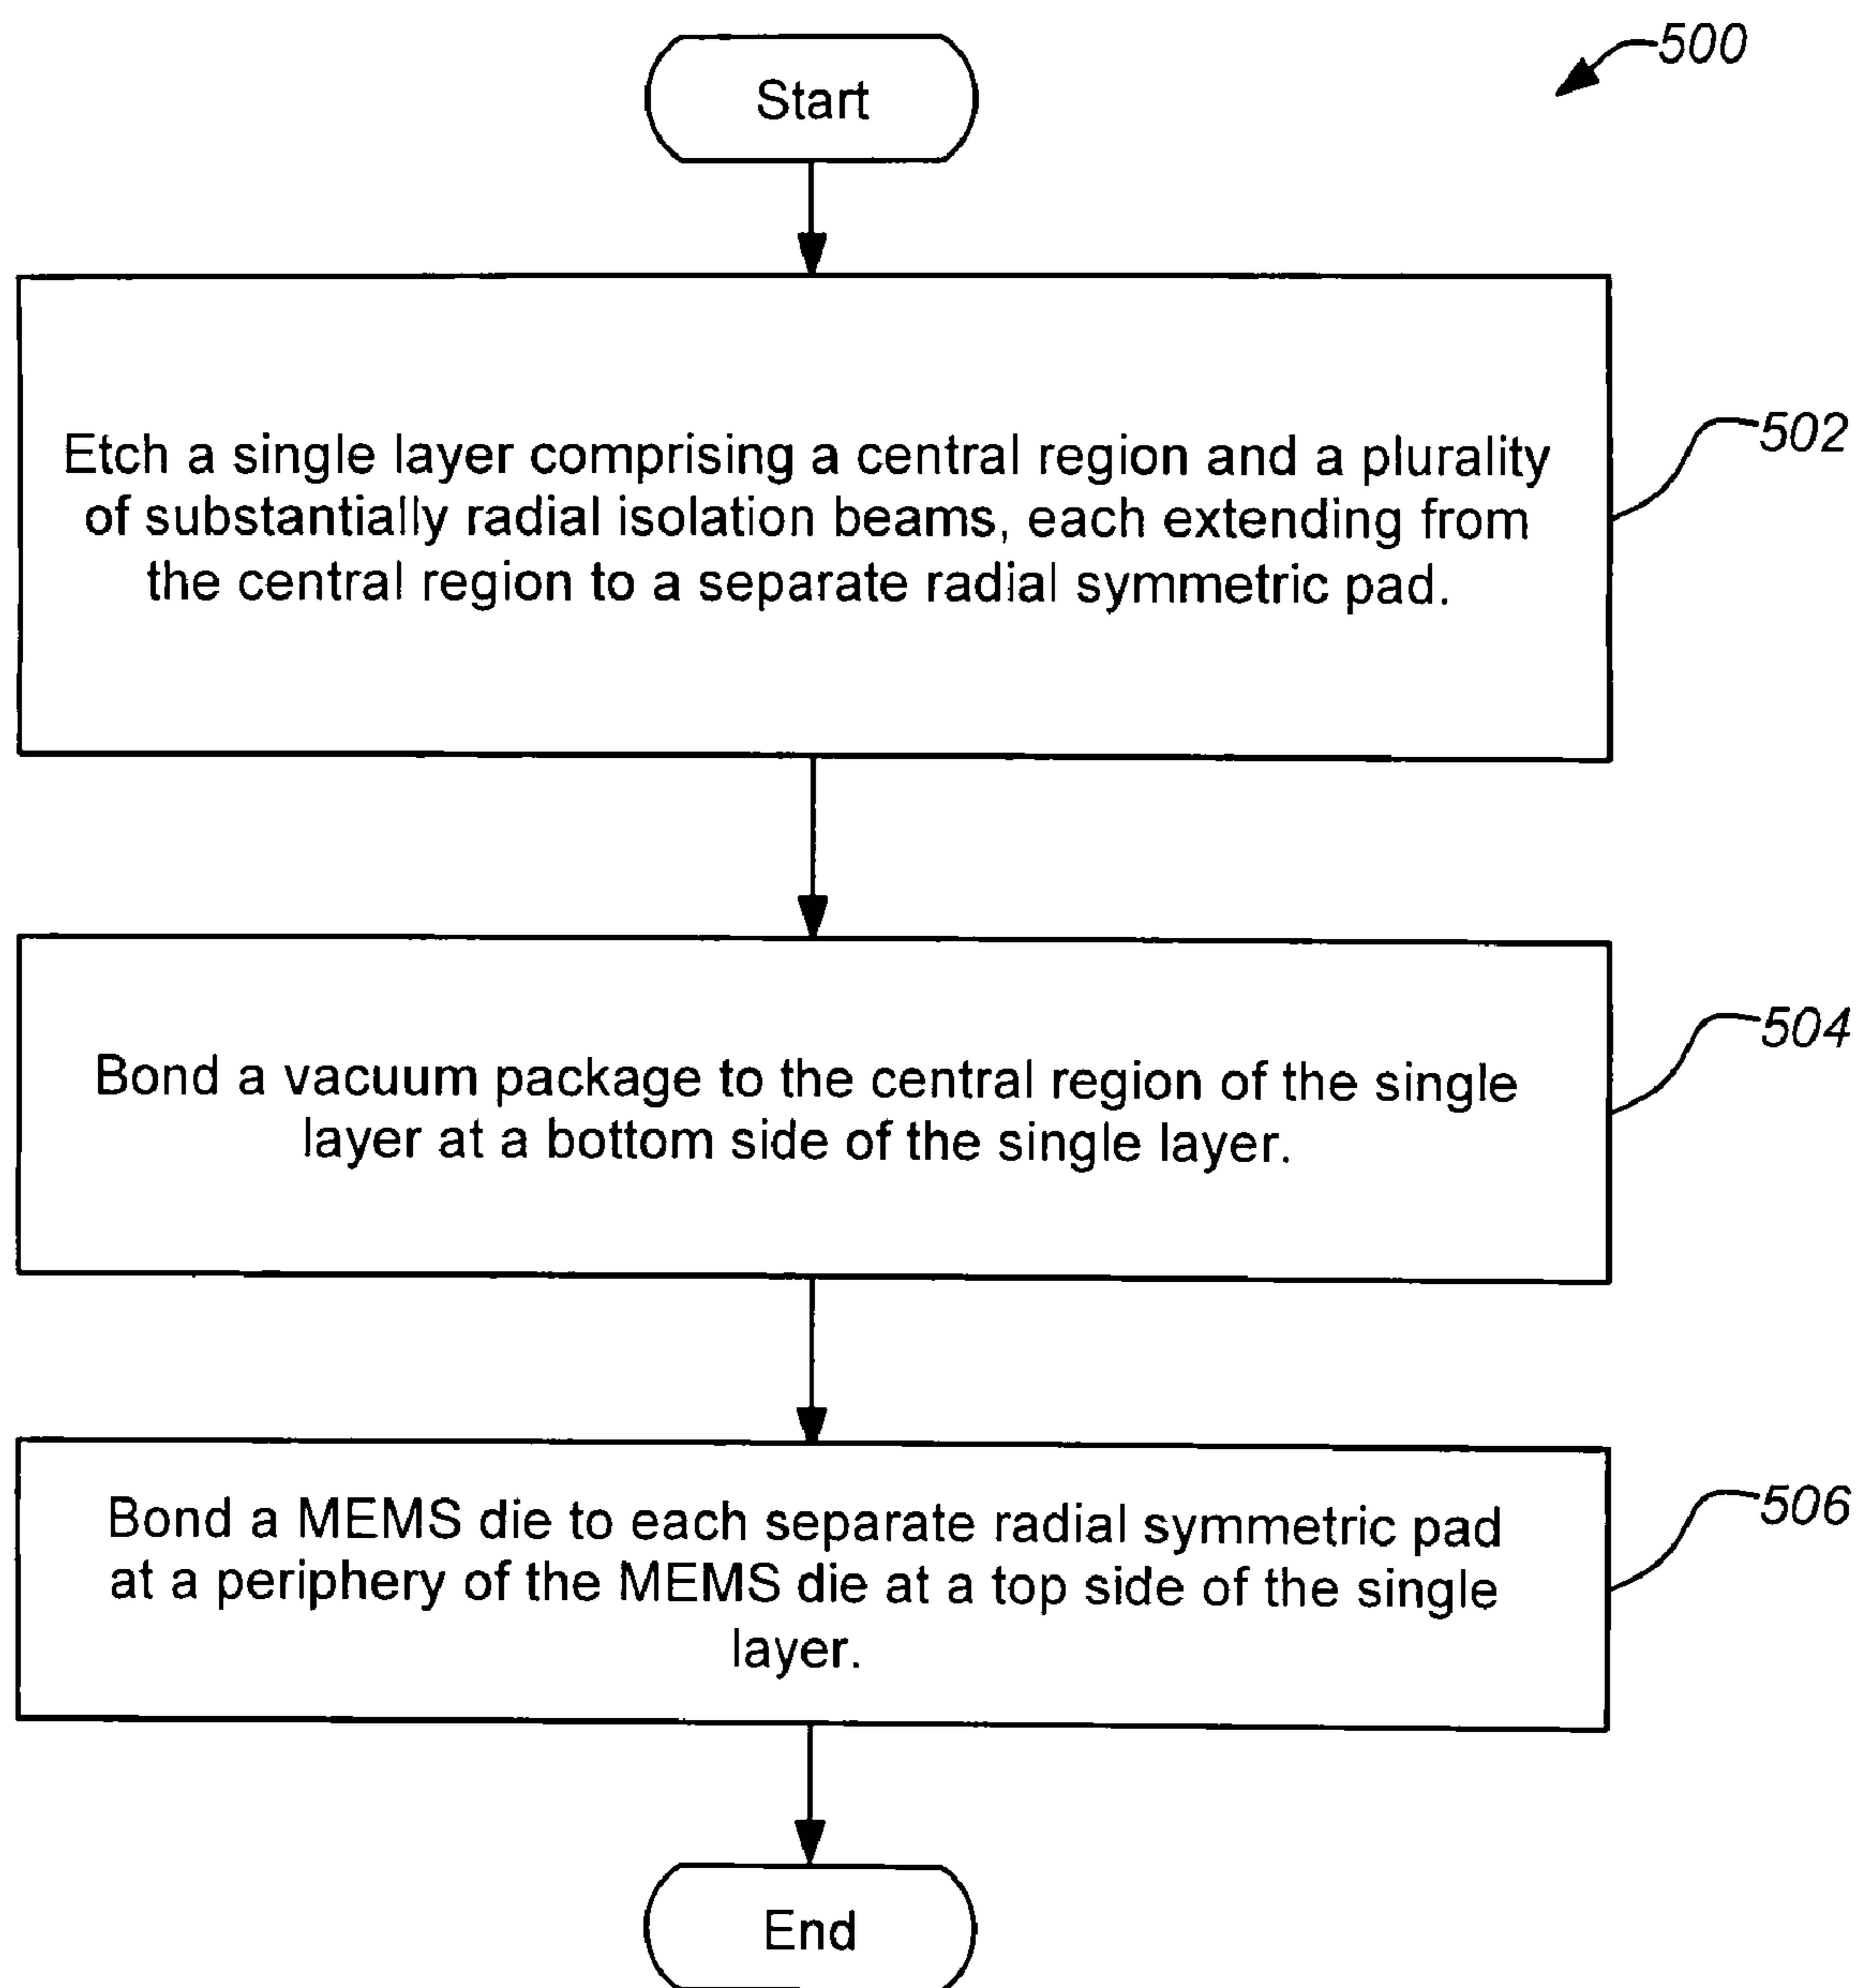 500
Start
Etch a single layer comprising a central region and a plurality
of substantially radial isolation beams, each extending from
the central region to a separate radial symmetric pad.
502
Bond a vacuum package to the central region of the single
layer at a bottom side of the single layer.
504
Bond a MEMS die to each separate radial symmetric pad
at a periphery of the MEMS die at a top side of the single
layer.
506
End